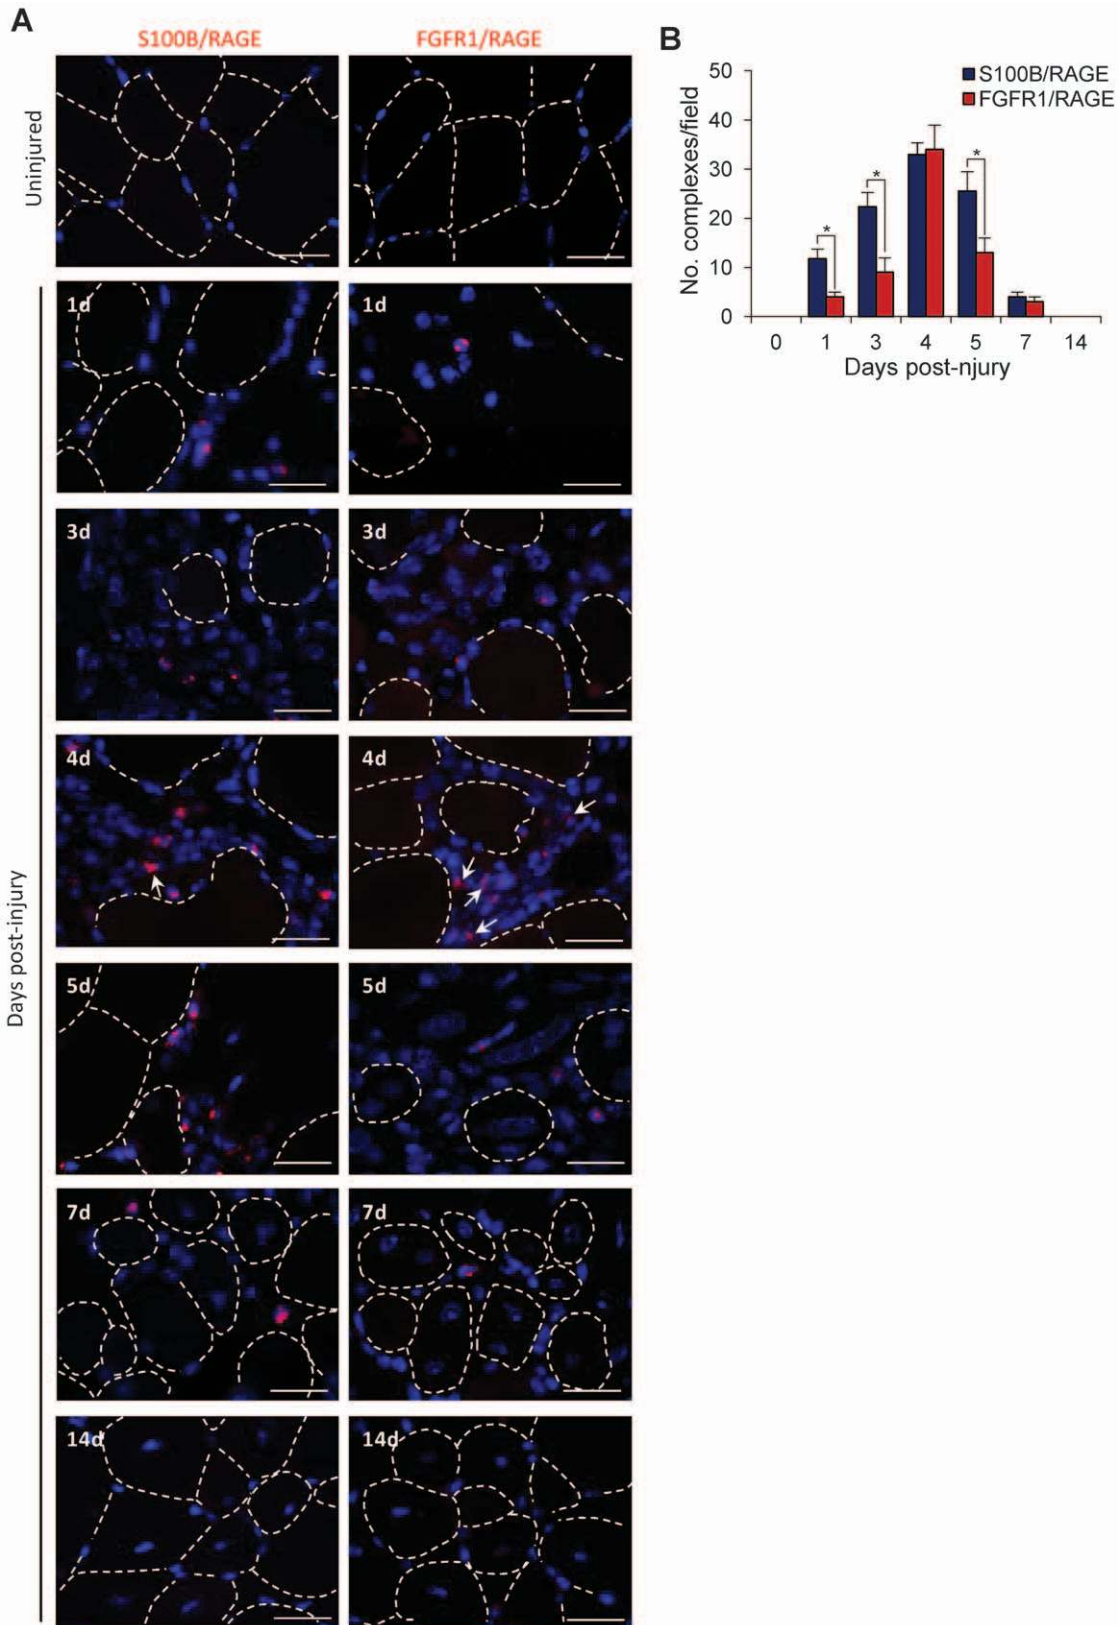 A
S100B/RAGE
FGFR1/RAGE
Uninjured
1d
1d
3d
3d
4d
4d
5d
5d
7d
7d
14d
14d
Days post-injury
B
50
40
30
20
10
0
No. complexes/field
S100B/RAGE
FGFR1/RAGE
*
*
*
0 1 3 4 5 7 14
Days post-njury